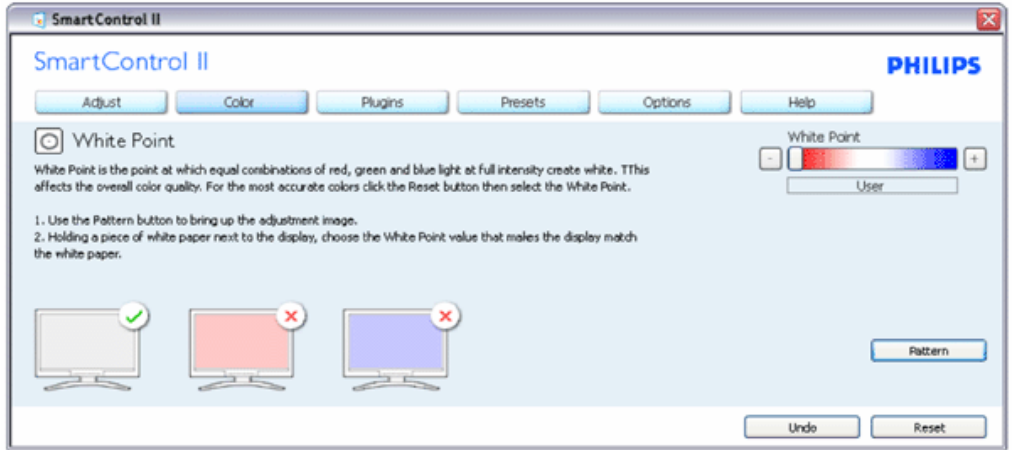 SmartControl II
SmartControl II
PHILIPS
Adjust Color Plugins Presets Options Help
White Point
White Point
- +
User
White Point is the point at which equal combinations of red, green and blue light at full intensity create white. TThis
affects the overall color quality. For the most accurate colors click the Reset button then select the White Point.
1. Use the Pattern button to bring up the adjustment image.
2. Holding a piece of white paper next to the display, choose the White Point value that makes the display match
the white paper.
Pattern
Undo Reset